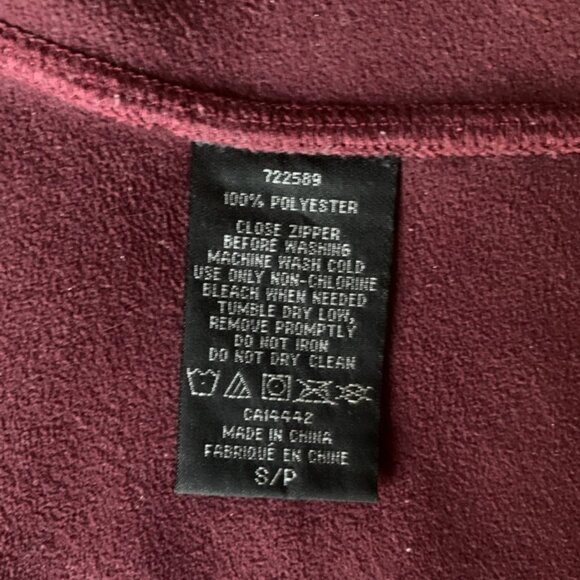 722589
100% POLYESTER
CLOSE ZIPPER
BEFORE WASHING
MACHINE WASH COLD
USE ONLY NON-CHLORINE
BLEACH WHEN NEEDED
TUMBLE DRY LOW,
REMOVE PROMPTLY
DO NOT IRON
DO NOT DRY CLEAN
CA14442
MADE IN CHINA
FABRIQUÉ EN CHINE
S/P